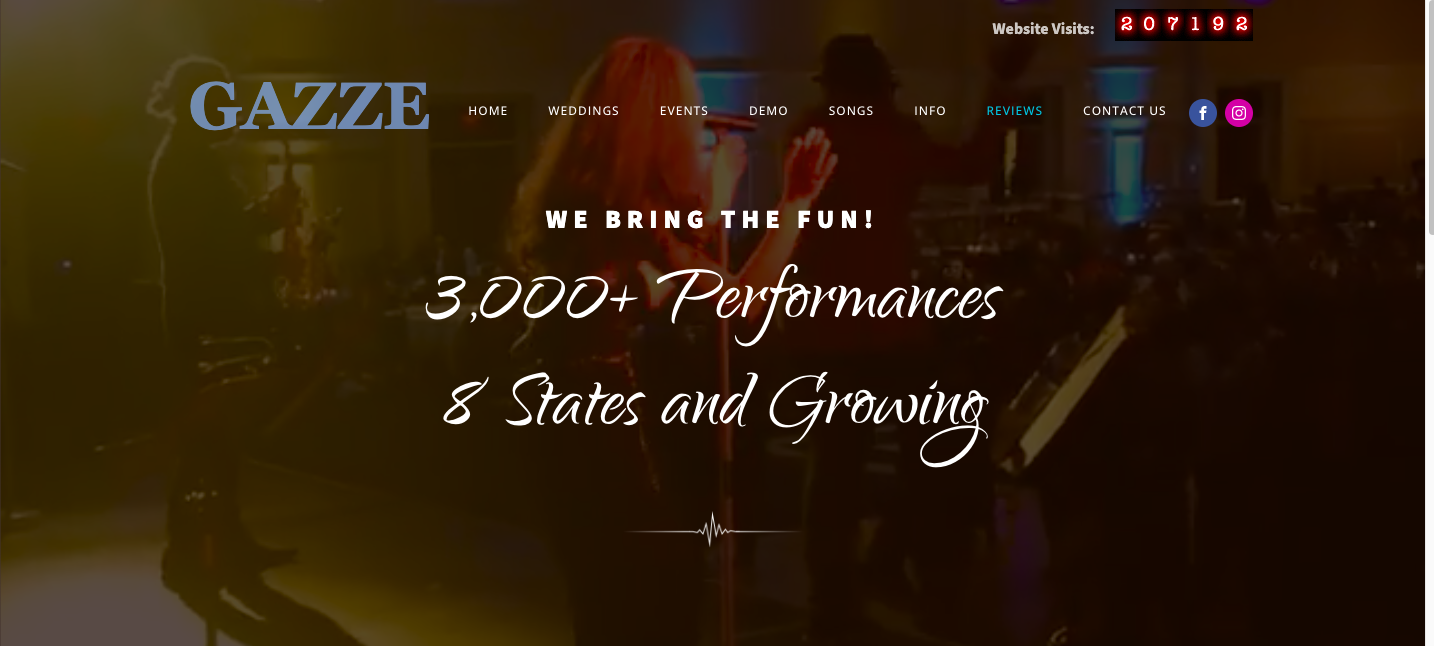 Website Visits: 207192
GAZZE
HOME WEDDINGS EVENTS DEMO SONGS INFO REVIEWS CONTACT US
WE BRING THE FUN!
3,000+ Performances
8 States and Growing